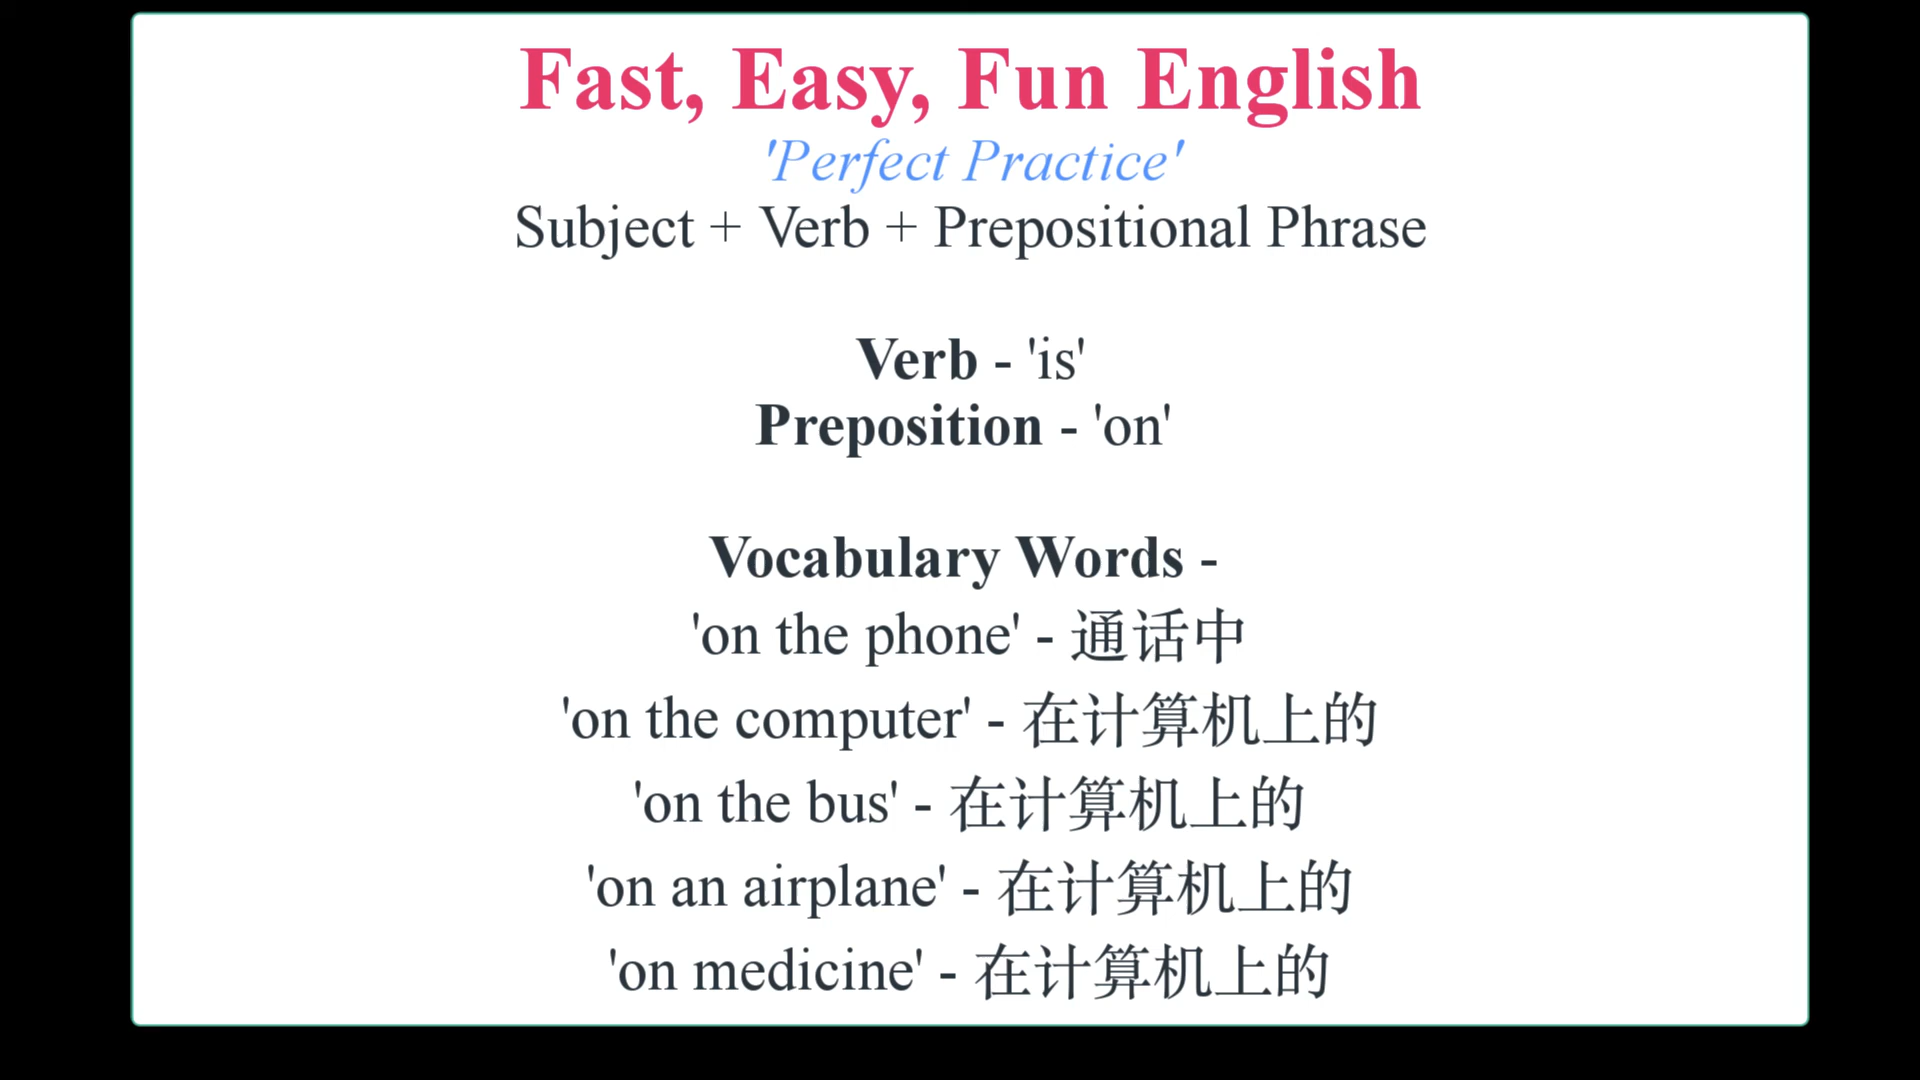 Fast, Easy, Fun English
'Perfect Practice'
Subject + Verb + Prepositional Phrase
Verb - 'is'
Preposition - 'on'
Vocabulary Words -
'on the phone' - 通话中
'on the computer' - 在计算机上的
'on the bus' - 在计算机上的
'on an airplane' - 在计算机上的
'on medicine' - 在计算机上的